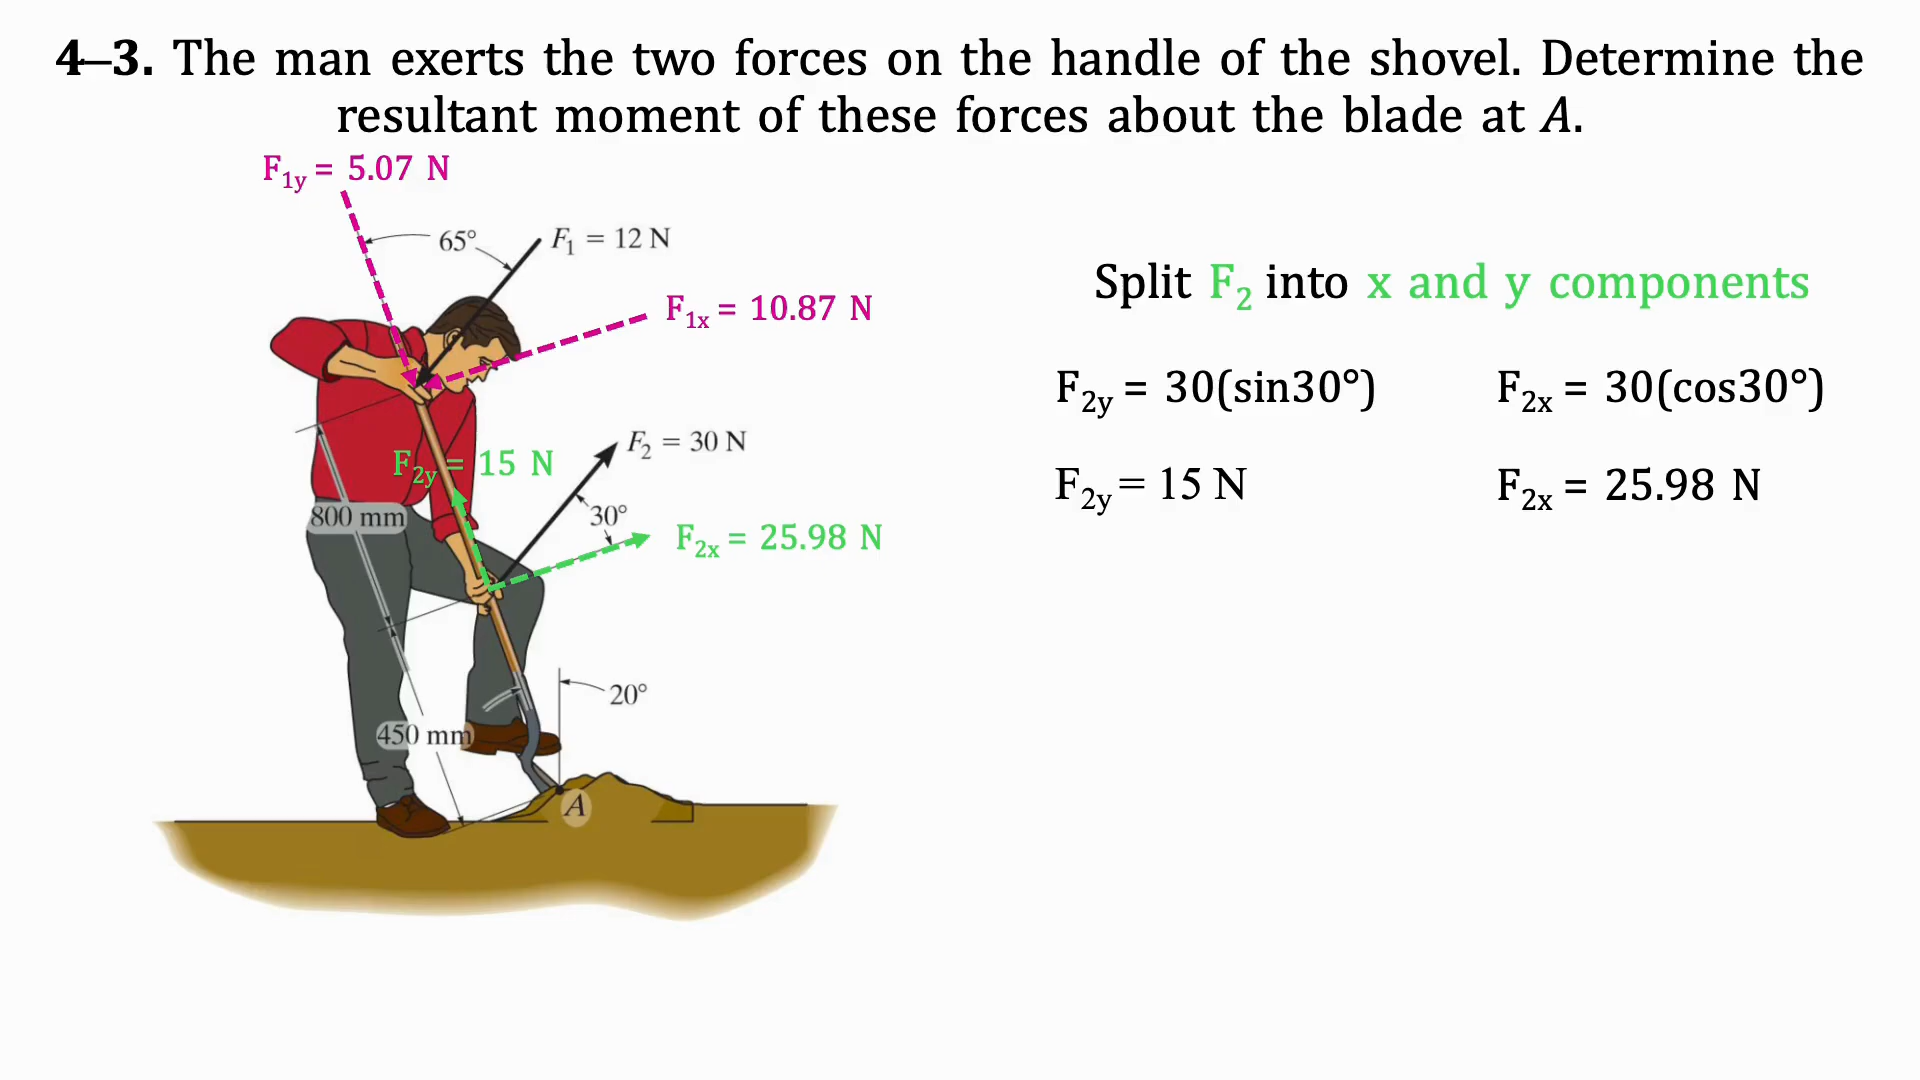 4–3. The man exerts the two forces on the handle of the shovel. Determine the
resultant moment of these forces about the blade at A.
F1y = 5.07 N
65°
F1 = 12 N
F1x = 10.87 N
Split F2 into x and y components
F2y = 30(sin30°)
F2x = 30(cos30°)
F2 = 30 N
F2y = 15 N
F2y = 15 N
F2x = 25.98 N
800 mm
30°
F2x = 25.98 N
20°
450 mm
A